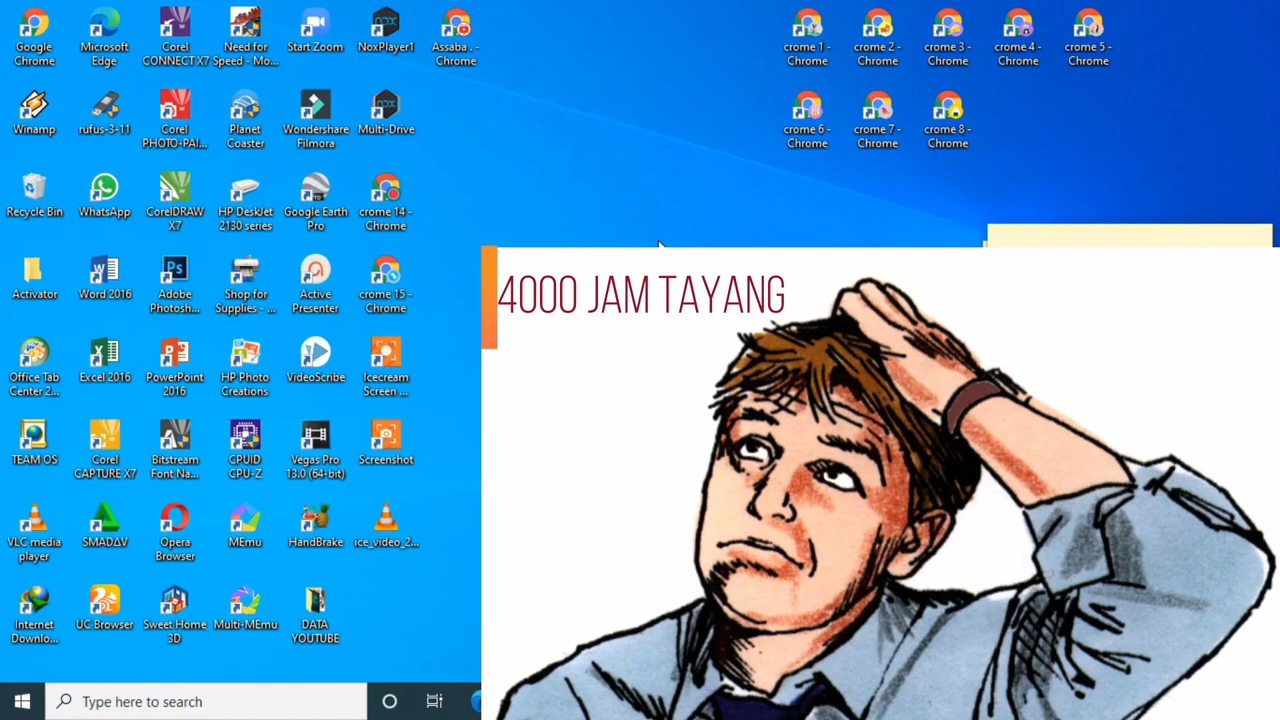 Google
Chrome
Microsoft
Edge
Corel
CONNECT X7
Need for
Speed - Mo...
Start Zoom
NoxPlayer1
Assaba . -
Chrome
crome 1 -
Chrome
crome 2 -
Chrome
crome 3 -
Chrome
crome 4 -
Chrome
crome 5 -
Chrome
Winamp
rufus-3-11
Corel
PHOTO-PAI...
Planet
Coaster
Wondershare
Filmora
Multi-Drive
crome 6 -
Chrome
crome 7 -
Chrome
crome 8 -
Chrome
Recycle Bin
WhatsApp
CorelDRAW
X7
HP DeskJet
2130 series
Google Earth
Pro
crome 14 -
Chrome
Activator
Word 2016
Adobe
Photosh...
Shop for
Supplies - ...
Active
Presenter
crome 15 -
Chrome
4000 JAM TAYANG
Office Tab
Center 2...
Excel 2016
PowerPoint
2016
HP Photo
Creations
VideoScribe
Icecream
Screen ...
TEAM OS
Corel
CAPTURE X7
Bitstream
Font Na...
CPUID
CPU-Z
Vegas Pro
13.0 (64-bit)
Screenshot
VLC media
player
SMADΔV
Opera
Browser
MEmu
HandBrake
ice_video_2...
Internet
Downlo...
UC Browser
Sweet Home
3D
Multi-MEmu
DATA
YOUTUBE
Type here to search